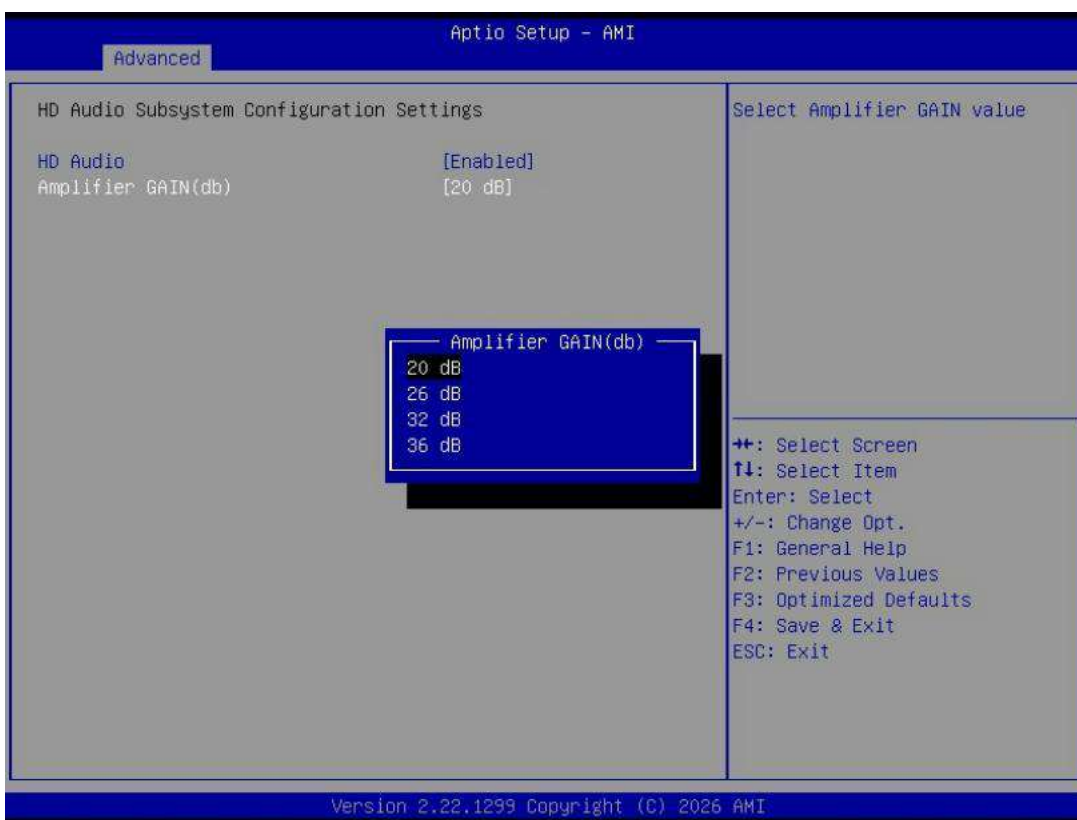 Aptio Setup – AMI
Advanced
HD Audio Subsystem Configuration Settings
HD Audio [Enabled]
Amplifier GAIN(db) [20 dB]
Select Amplifier GAIN value
Amplifier GAIN(db)
20 dB
26 dB
32 dB
36 dB
→←: Select Screen
↑↓: Select Item
Enter: Select
+/-: Change Opt.
F1: General Help
F2: Previous Values
F3: Optimized Defaults
F4: Save & Exit
ESC: Exit
Version 2.22.1299 Copyright (C) 2026 AMI